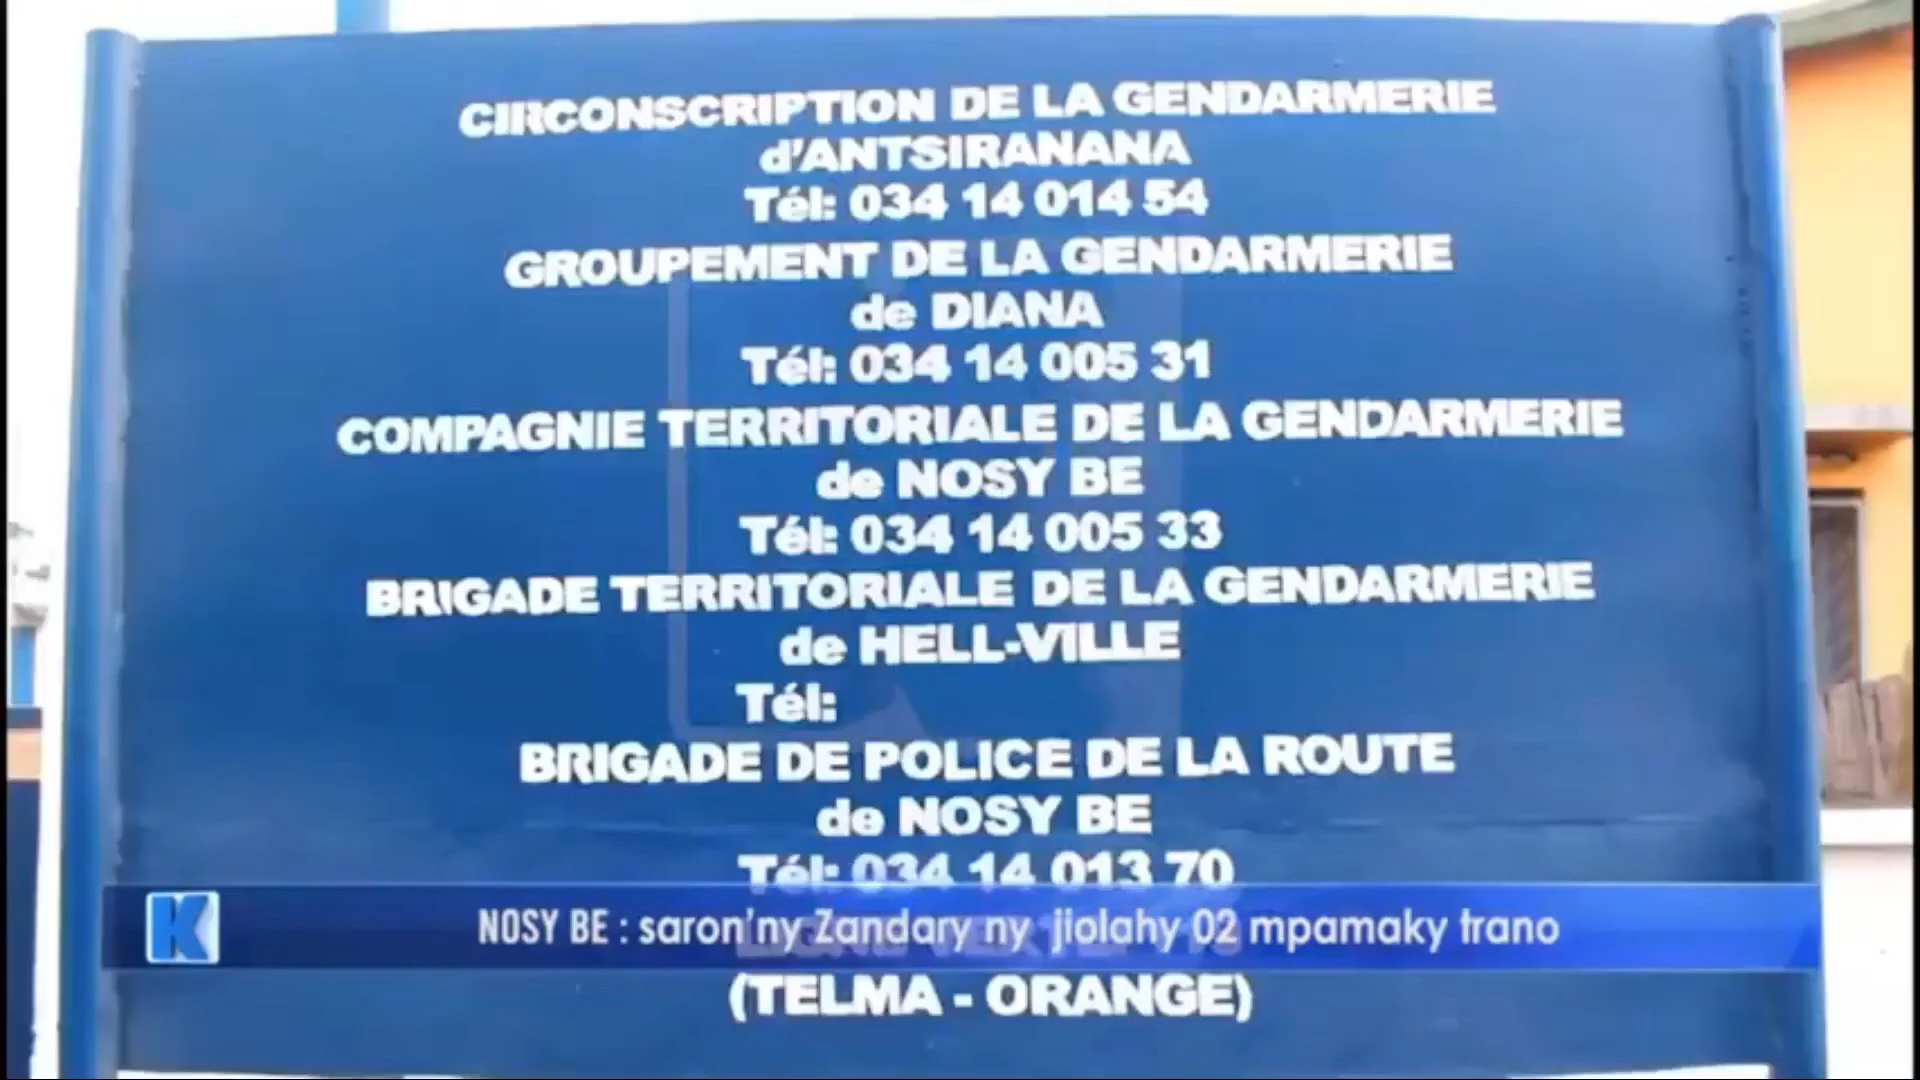 CIRCONSCRIPTION DE LA GENDARMERIE
d'ANTSIRANANA
Tél: 034 14 014 54
GROUPEMENT DE LA GENDARMERIE
de DIANA
Tél: 034 14 005 31
COMPAGNIE TERRITORIALE DE LA GENDARMERIE
de NOSY BE
Tél: 034 14 005 33
BRIGADE TERRITORIALE DE LA GENDARMERIE
de HELL-VILLE
Tél:
BRIGADE DE POLICE DE LA ROUTE
de NOSY BE
Tél: 034 14 013 70
K
NOSY BE : saron'ny Zandary ny jiolahy 02 mpamaky trano
(TELMA - ORANGE)